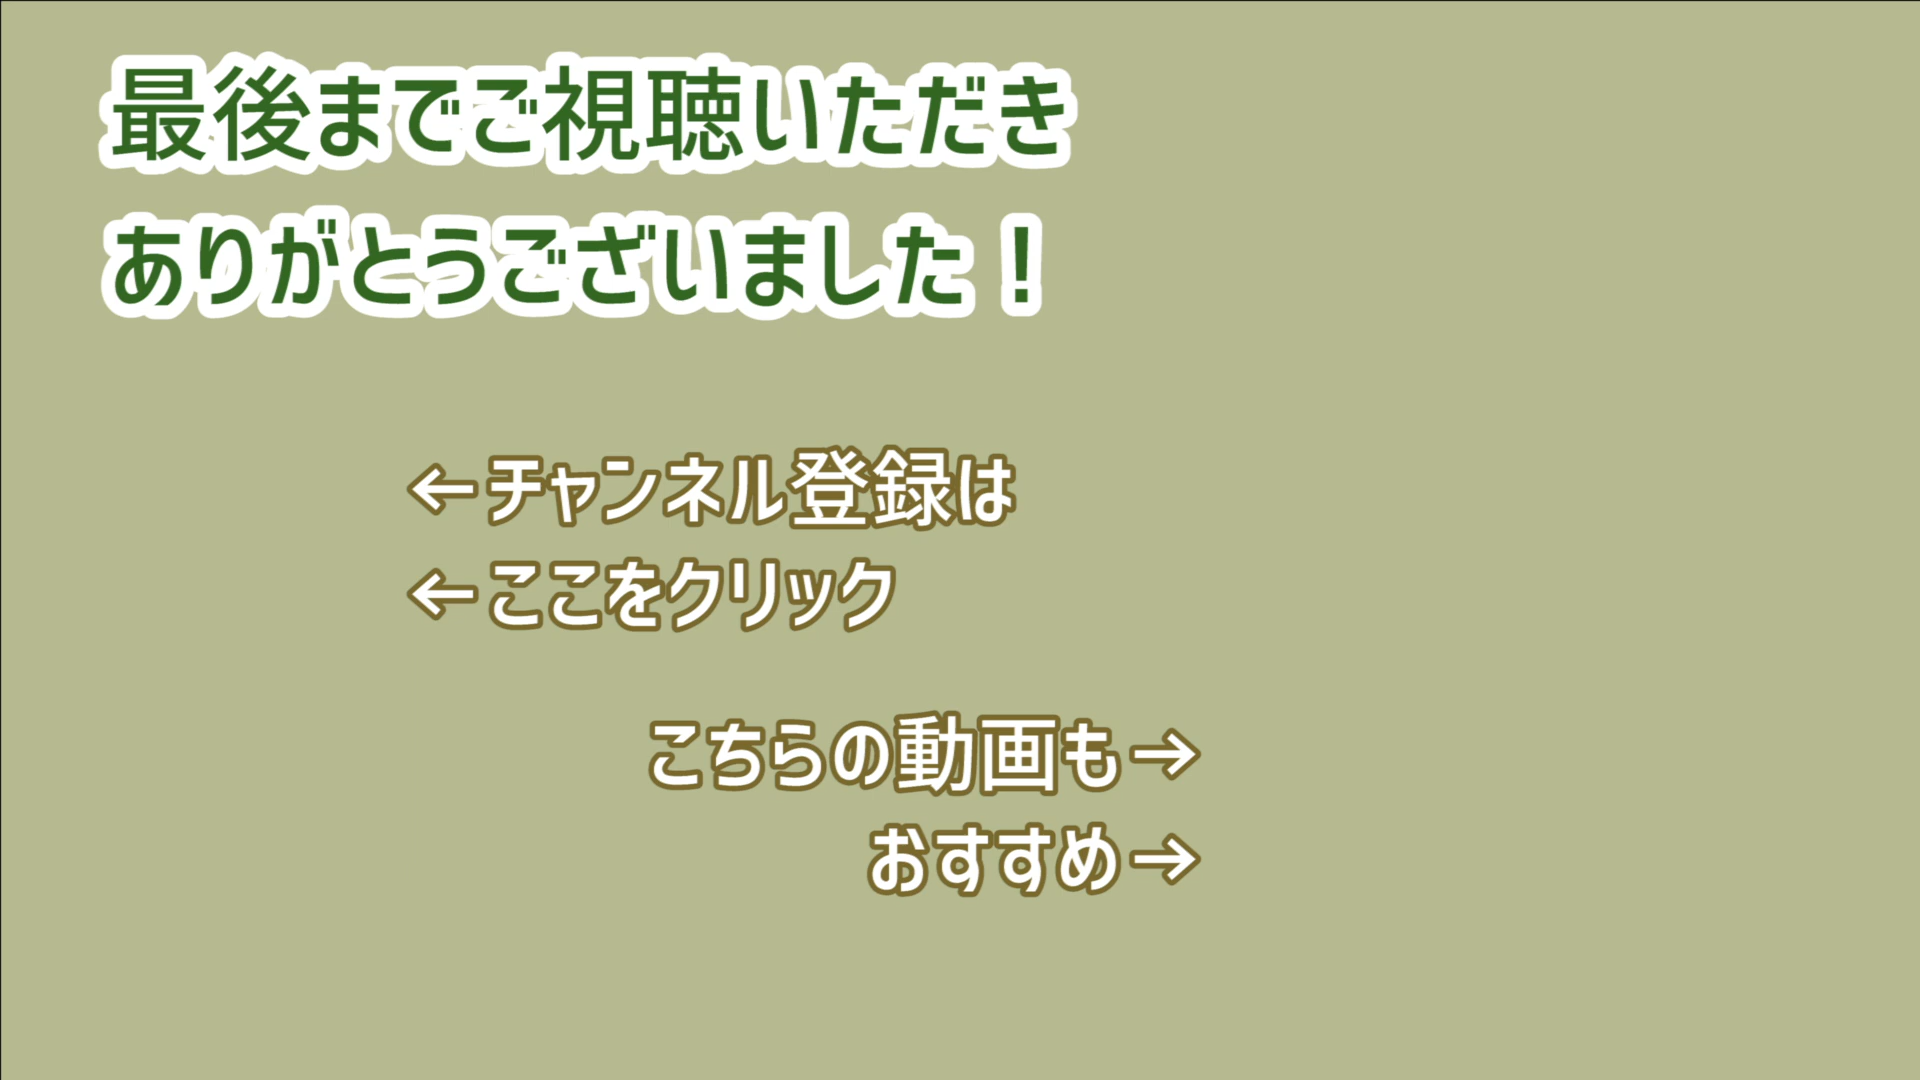 最後までご視聴いただき
ありがとうございました！
←チャンネル登録は
←ここをクリック
こちらの動画も→
おすすめ→